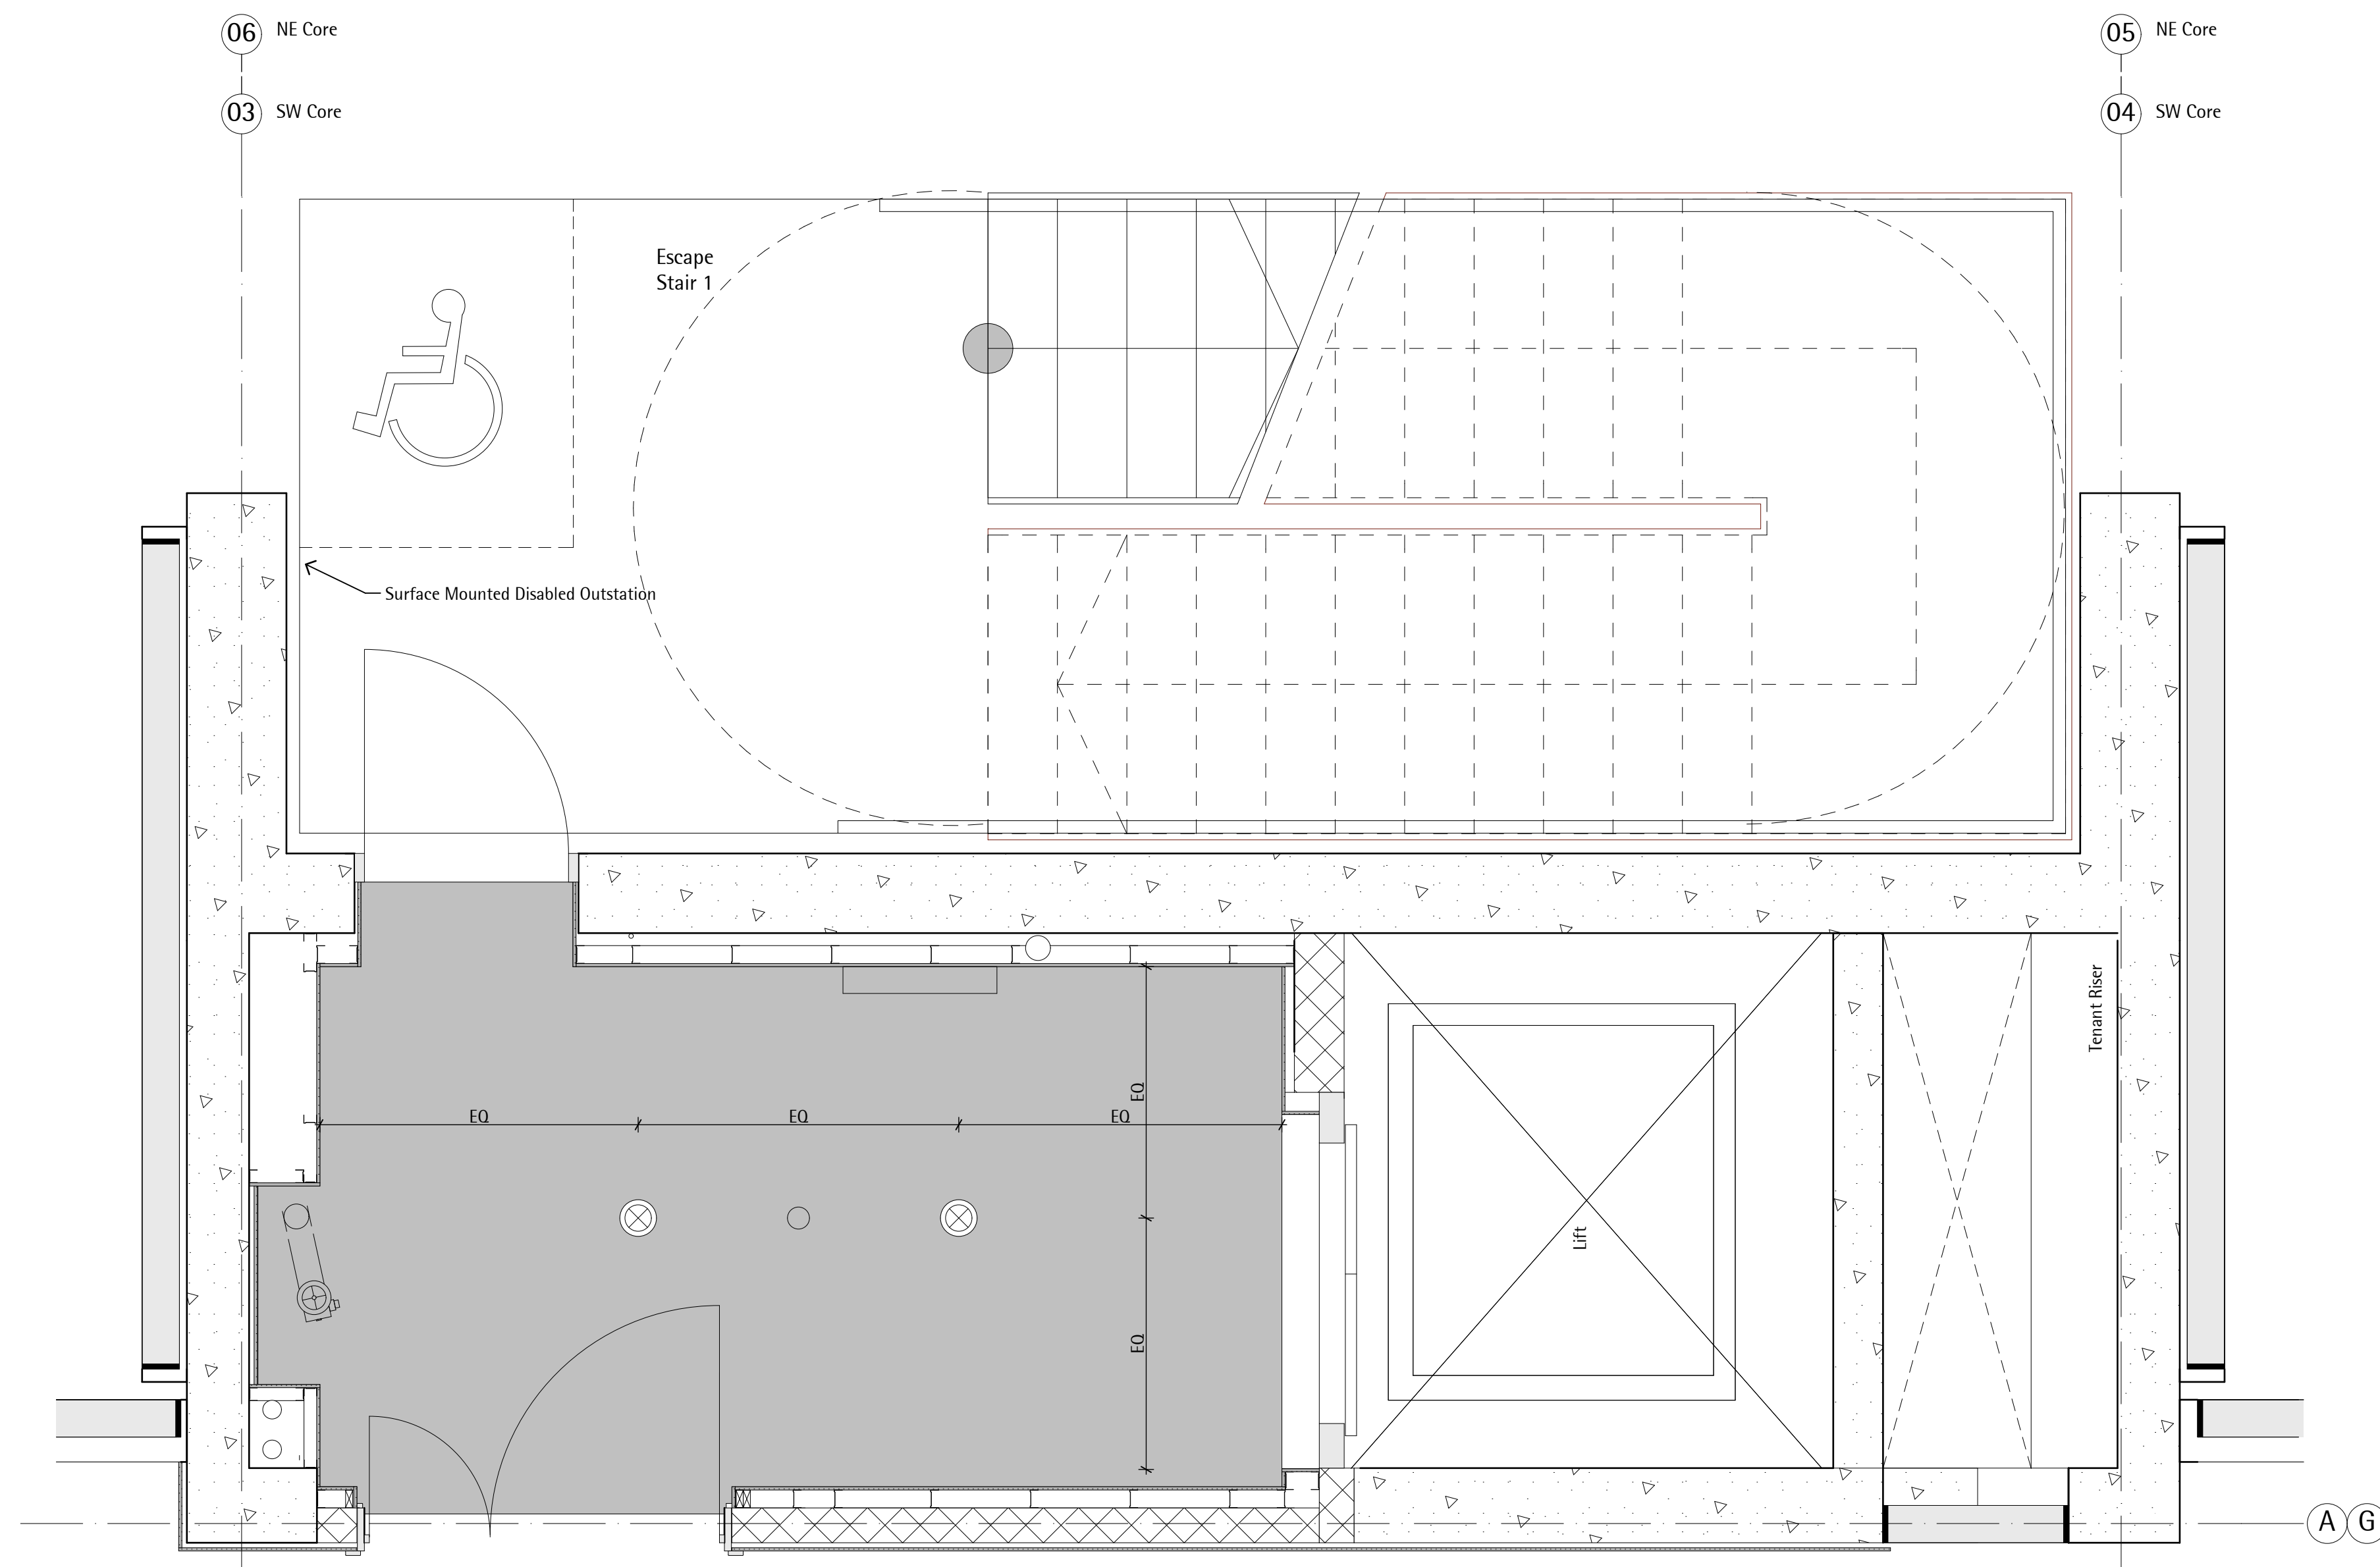 06 NE Core
05 NE Core
03 SW Core
04 SW Core
Escape
Stair 1
Surface Mounted Disabled Outstation
Tenant Riser
EQ
EQ EQ EQ
Lift
EQ
A G